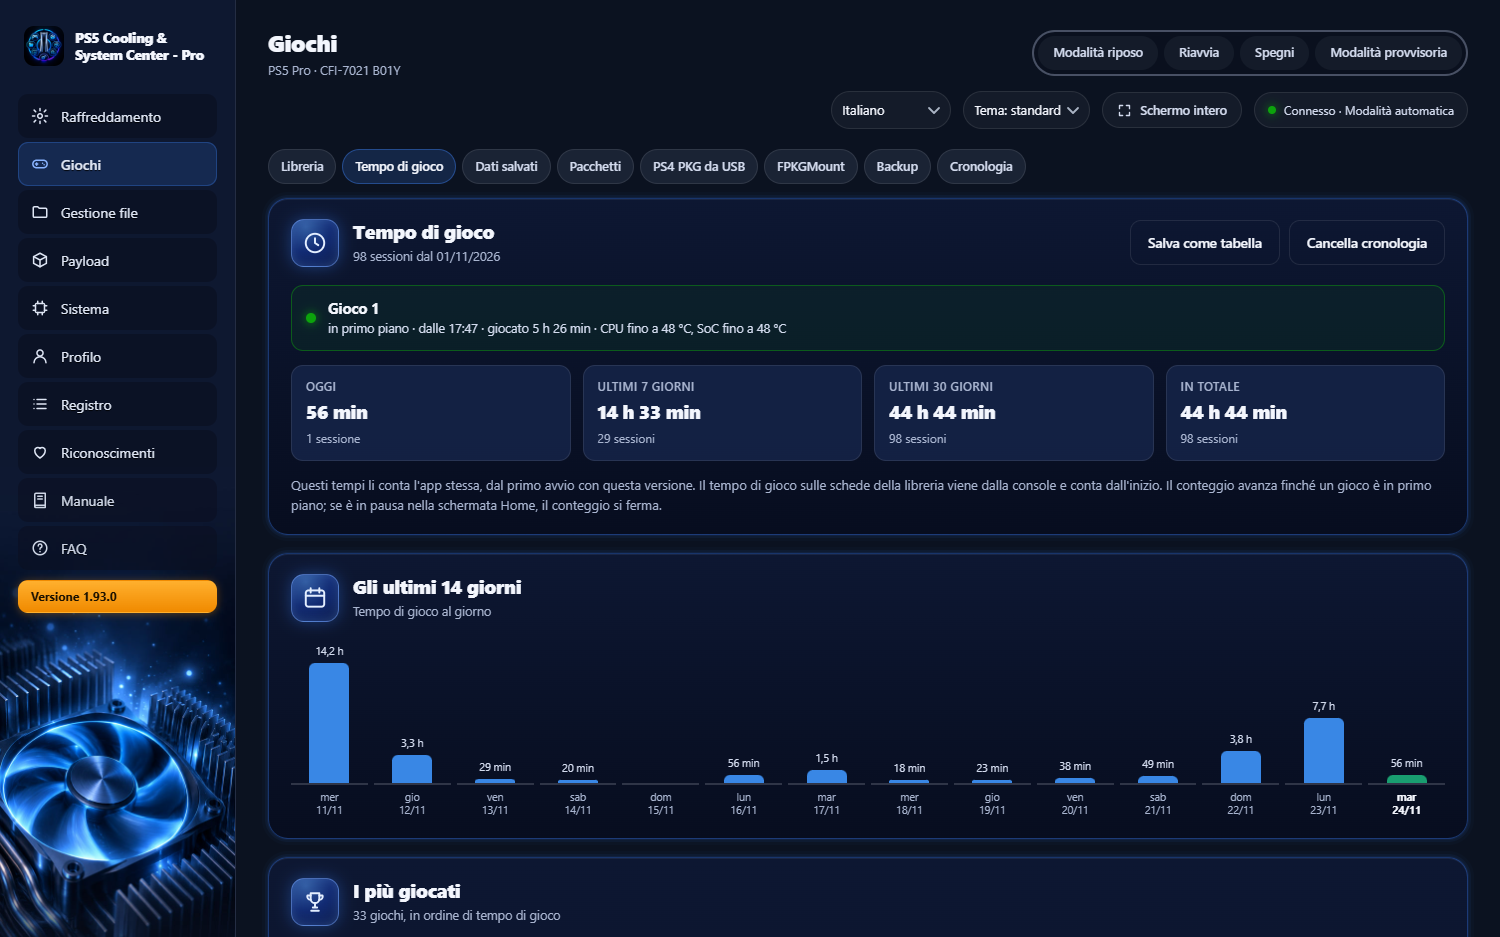 PS5 Cooling &
System Center - Pro
Raffreddamento
Giochi
Gestione file
Payload
Sistema
Profilo
Registro
Riconoscimenti
Manuale
FAQ
Versione 1.93.0
Giochi
PS5 Pro · CFI-7021 B01Y
Modalità riposo
Riavvia
Spegni
Modalità provvisoria
Italiano
Tema: standard
Schermo intero
Connesso · Modalità automatica
Libreria
Tempo di gioco
Dati salvati
Pacchetti
PS4 PKG da USB
FPKGMount
Backup
Cronologia
Tempo di gioco
98 sessioni dal 01/11/2026
Salva come tabella
Cancella cronologia
Gioco 1
in primo piano · dalle 17:47 · giocato 5 h 26 min · CPU fino a 48 °C, SoC fino a 48 °C
OGGI
56 min
1 sessione
ULTIMI 7 GIORNI
14 h 33 min
29 sessioni
ULTIMI 30 GIORNI
44 h 44 min
98 sessioni
IN TOTALE
44 h 44 min
98 sessioni
Questi tempi li conta l'app stessa, dal primo avvio con questa versione. Il tempo di gioco sulle schede della libreria viene dalla console e conta dall'inizio. Il conteggio avanza finché un gioco è in primo
piano; se è in pausa nella schermata Home, il conteggio si ferma.
Gli ultimi 14 giorni
Tempo di gioco al giorno
14,2 h
mer
11/11
3,3 h
gio
12/11
29 min
ven
13/11
20 min
sab
14/11
dom
15/11
56 min
lun
16/11
1,5 h
mar
17/11
18 min
mer
18/11
23 min
gio
19/11
38 min
ven
20/11
49 min
sab
21/11
3,8 h
dom
22/11
7,7 h
lun
23/11
56 min
mar
24/11
I più giocati
33 giochi, in ordine di tempo di gioco